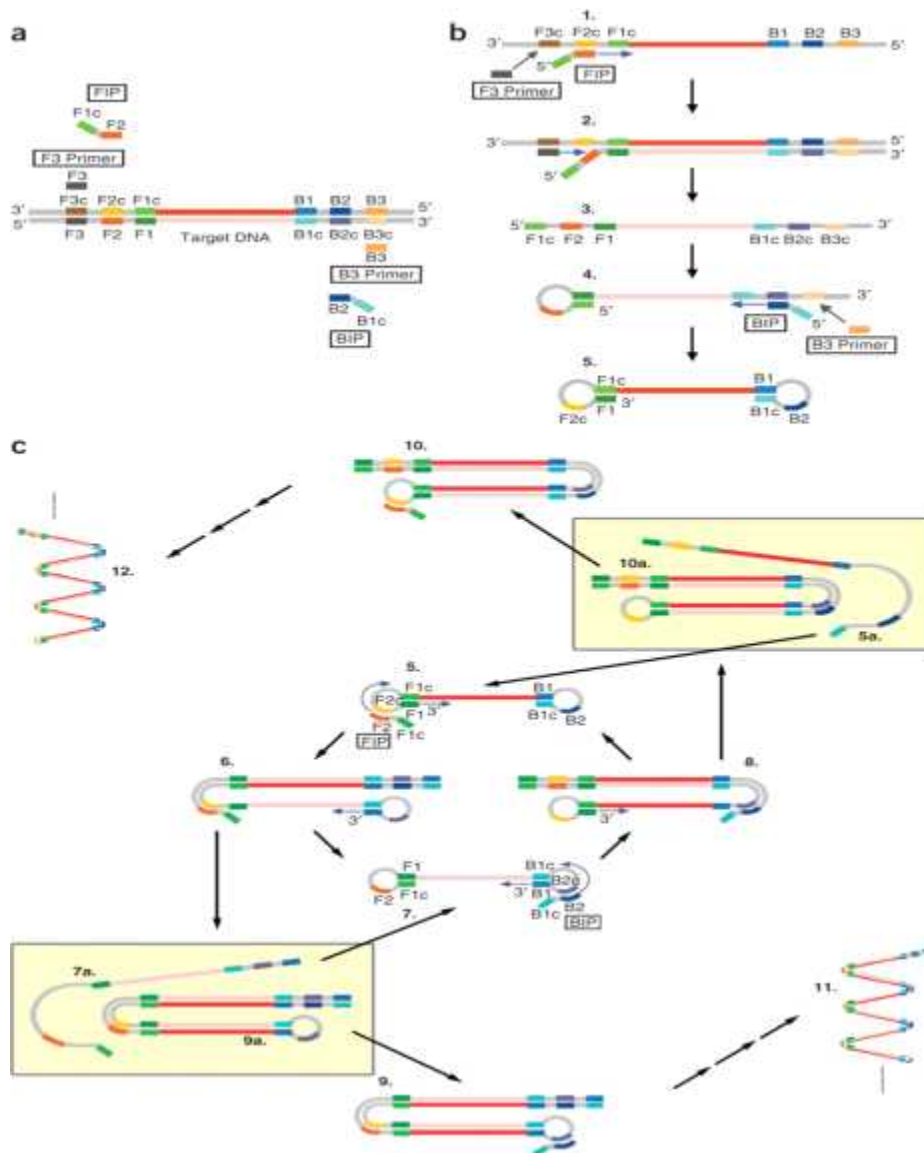 a
FIP
F1c
F2
F3 Primer
F3
F3c F2c F1c B1 B2 B3
3′ 5′
5′ 3′
F3 F2 F1 Target DNA B1c B2c B3c
B3
B3 Primer
B2
B1c
BIP
b
1.
F3c F2c F1c B1 B2 B3
3′ 5′
5′
FIP
F3 Primer
2.
3′ 5′
3′
5′
3.
5′ 3′
F1c F2 F1 B1c B2c B3c
4.
3′
5′
BIP 5′
B3 Primer
5.
F1c B1
F1 3′ B1c
F2c B2
c
10.
12.
10a.
5a.
5.
F1c B1
F2c
F1 3′ B1c
F2 F1c B2
FIP
6. 8.
3′ 3′
F1 B1c
B2c
F2 F1c 3′ B1
B1c B2
7. BIP
7a.
9a.
11.
9.